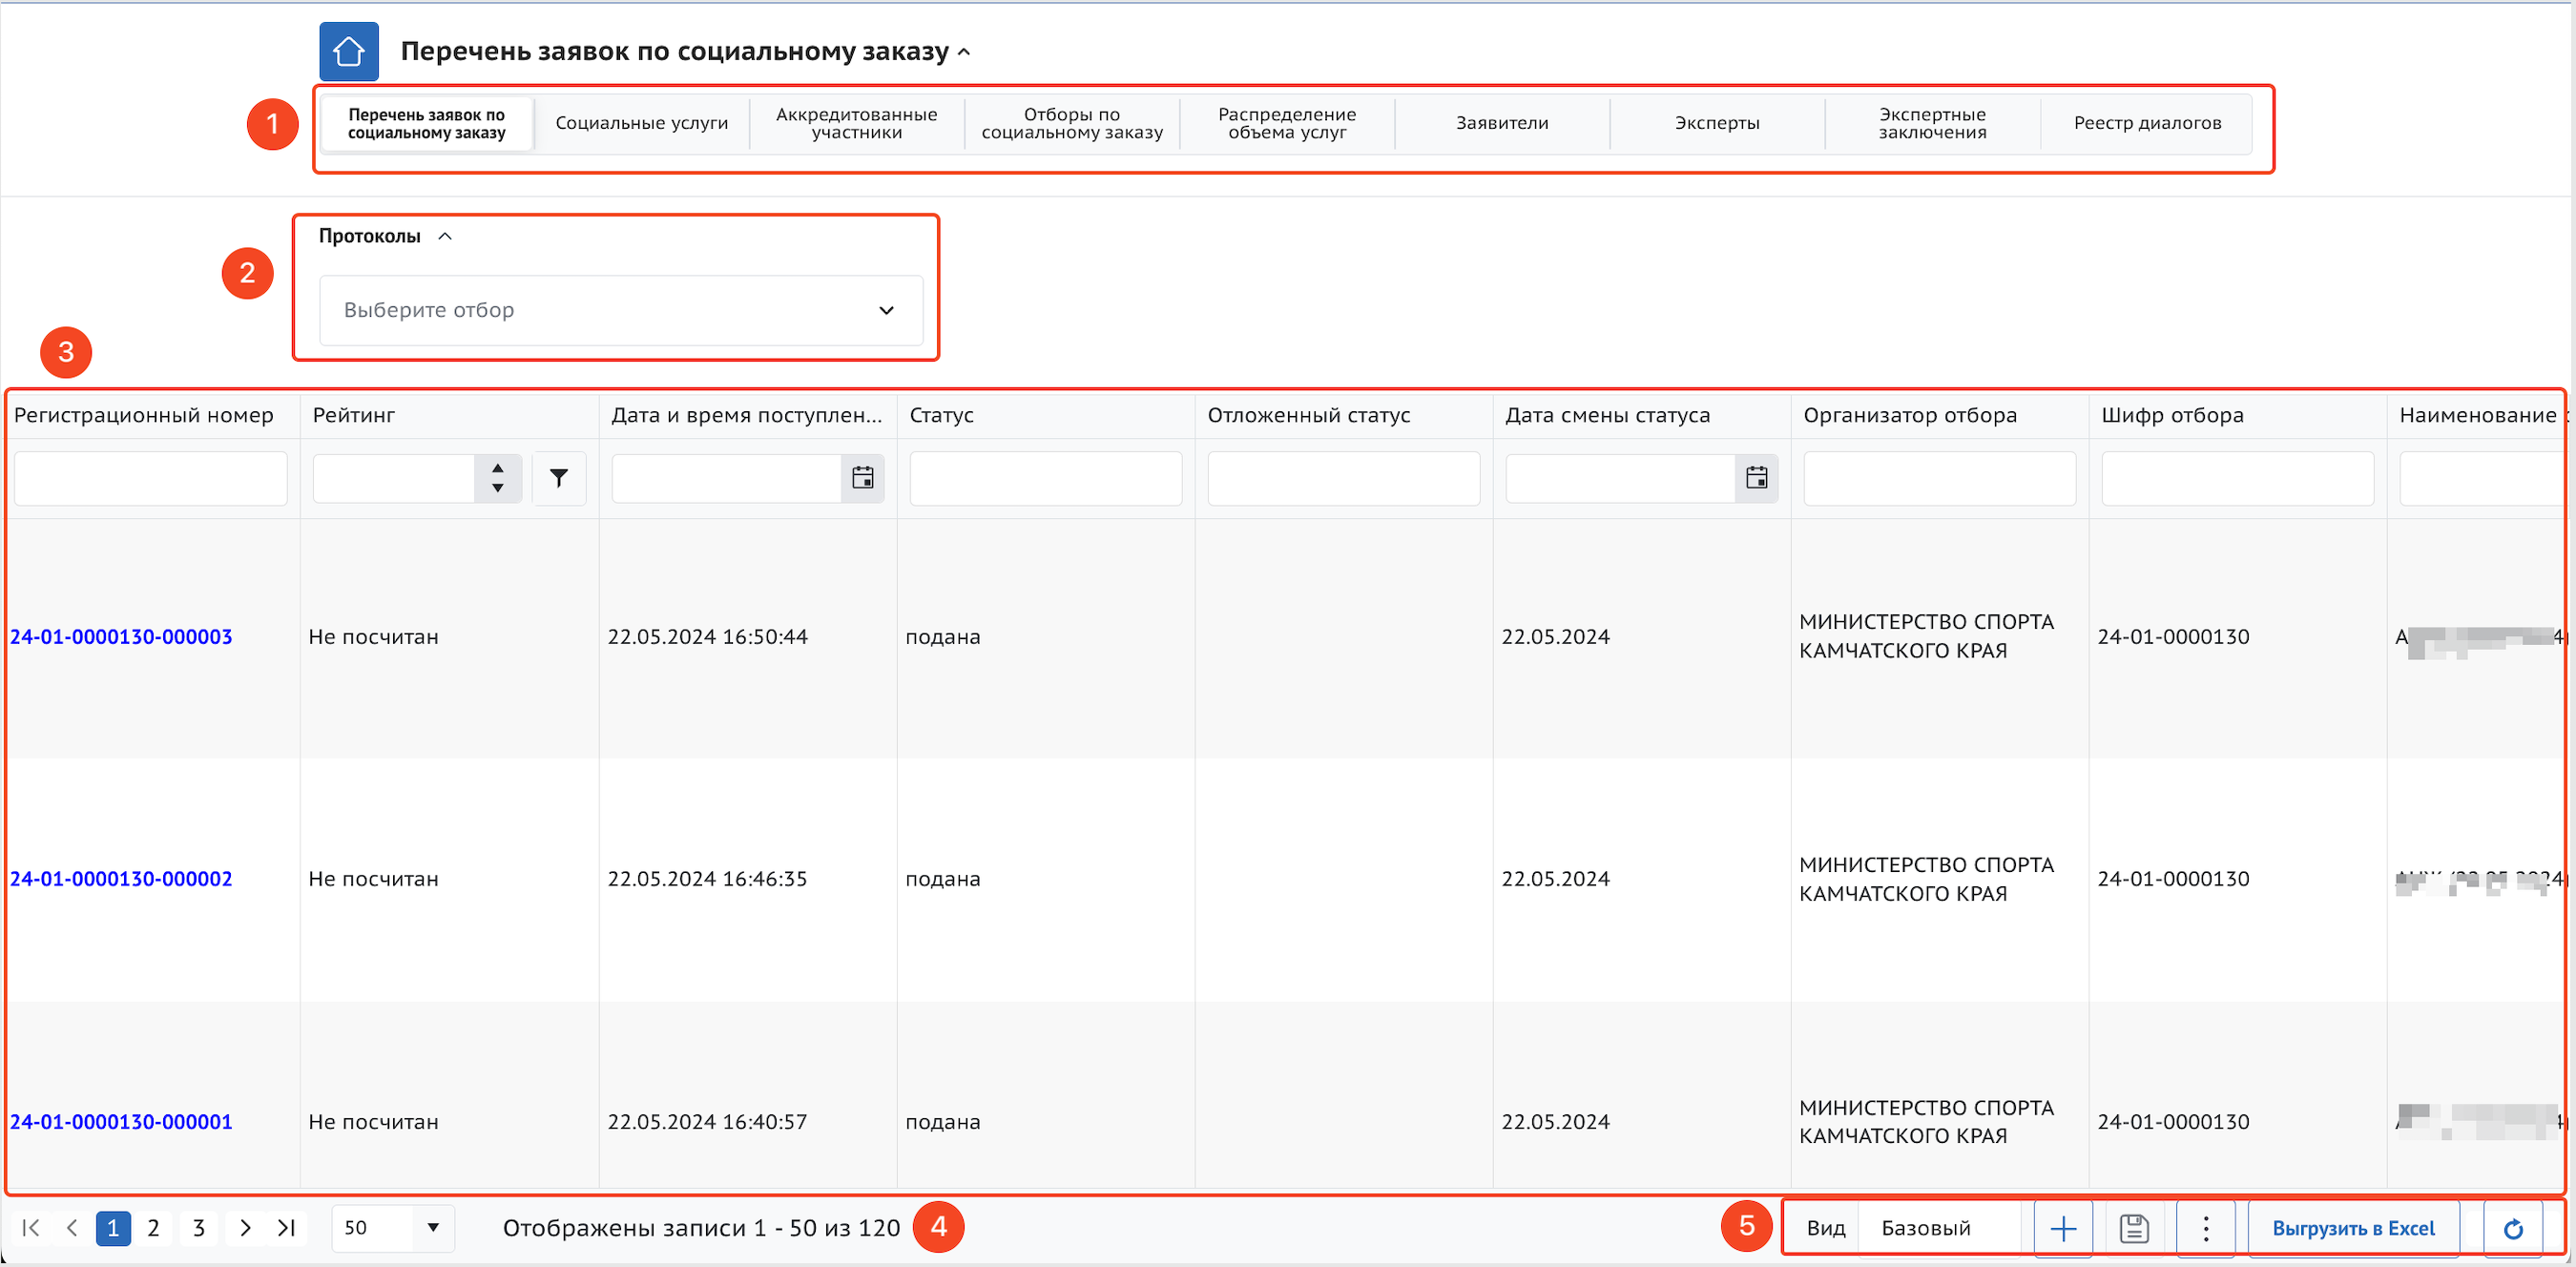 Перечень заявок по социальному заказу
1
Перечень заявок по
социальному заказу
Социальные услуги
Аккредитованные
участники
Отборы по
социальному заказу
Распределение
объема услуг
Заявители
Эксперты
Экспертные
заключения
Реестр диалогов
2
Протоколы
Выберите отбор
3
Регистрационный номер Рейтинг Дата и время поступлен... Статус Отложенный статус Дата смены статуса Организатор отбора Шифр отбора Наименование
24-01-0000130-000003 Не посчитан 22.05.2024 16:50:44 подана 22.05.2024
МИНИСТЕРСТВО СПОРТА
КАМЧАТСКОГО КРАЯ
24-01-0000130
24-01-0000130-000002 Не посчитан 22.05.2024 16:46:35 подана 22.05.2024
МИНИСТЕРСТВО СПОРТА
КАМЧАТСКОГО КРАЯ
24-01-0000130
24-01-0000130-000001 Не посчитан 22.05.2024 16:40:57 подана 22.05.2024
МИНИСТЕРСТВО СПОРТА
КАМЧАТСКОГО КРАЯ
24-01-0000130
1 2 3 50 Отображены записи 1 - 50 из 120 4 5 Вид Базовый Выгрузить в Excel